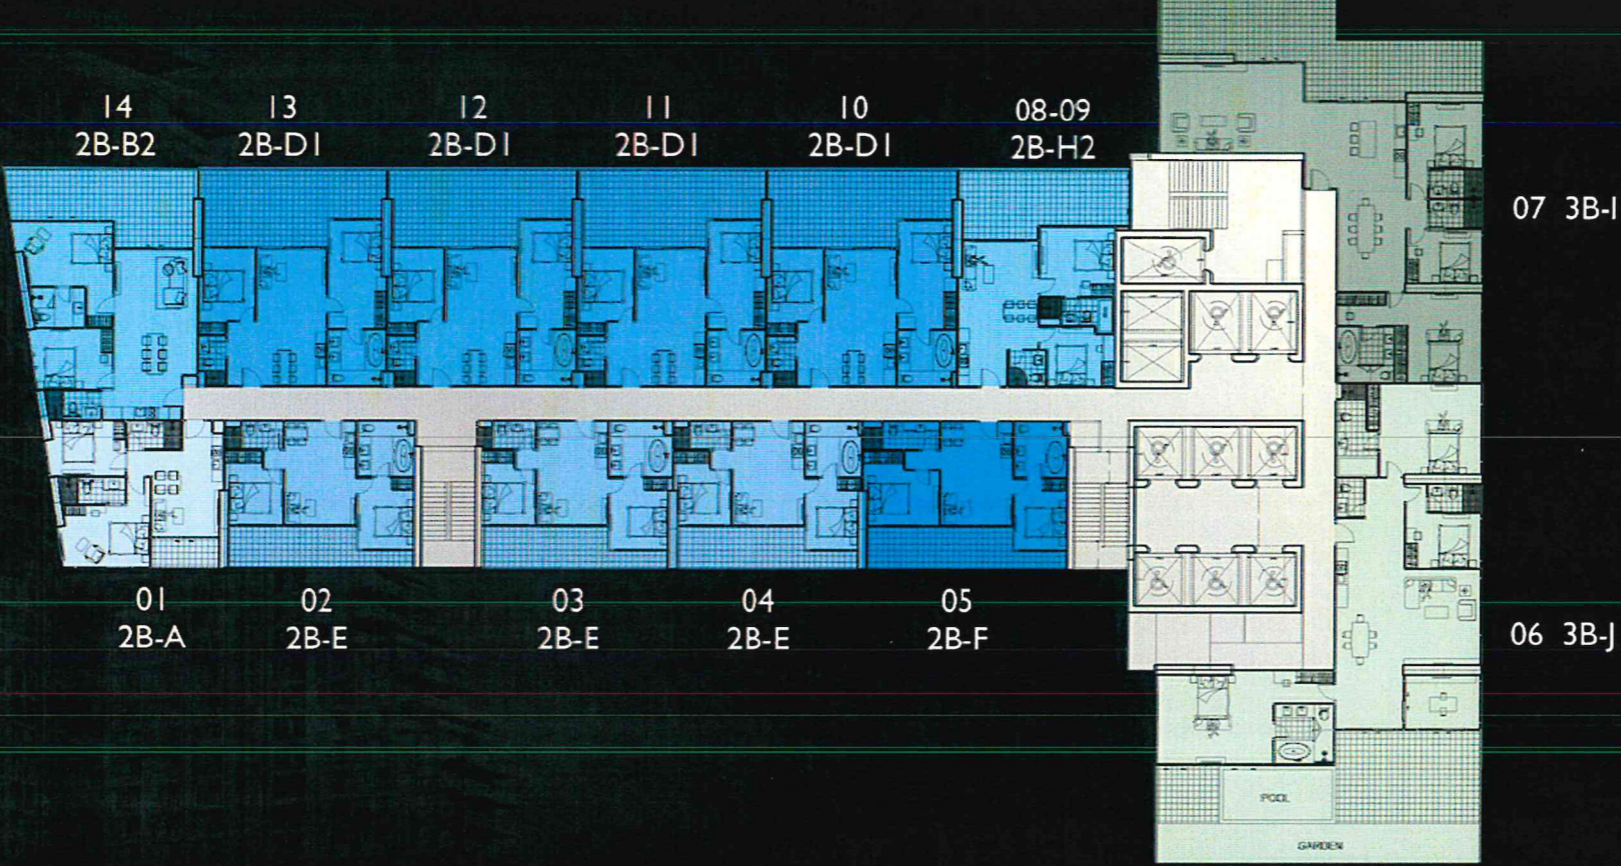 14
2B-B2
13
2B-D1
12
2B-D1
11
2B-D1
10
2B-D1
08-09
2B-H2
07 3B-I
01
2B-A
02
2B-E
03
2B-E
04
2B-E
05
2B-F
06 3B-J
POOL
GARDEN